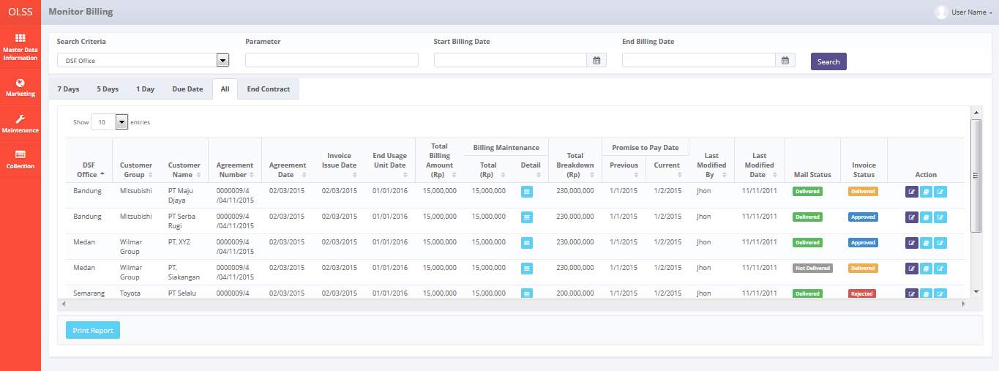 OLSS
Monitor Billing
User Name
Master Data
Information
Marketing
Maintenance
Collection
Search Criteria Parameter Start Billing Date End Billing Date
DSF Office
Search
7 Days 5 Days 1 Day Due Date All End Contract
Show 10 entries
Total
Billing Maintenance Promise to Pay Date
Billing Total Last Last
DSF Customer Customer Agreement Agreement Invoice End Usage Amount Total Breakdown Modified Modified Invoice
Office Group Name Number Date Issue Date Unit Date (Rp) (Rp) Detail (Rp) Previous Current By Date Mail Status Status Action
Bandung Mitsubishi PT Maju 0000009/4 02/03/2015 02/03/2015 01/01/2016 15,000,000 15,000,000 230,000,000 1/1/2015 1/2/2015 Jhon 11/11/2011 Delivered Delivered
Djaya /04/11/2015
Bandung Mitsubishi PT Serba 0000009/4 02/03/2015 02/03/2015 01/01/2016 15,000,000 15,000,000 230,000,000 1/1/2015 1/2/2015 Jhon 11/11/2011 Delivered Approved
Rugi /04/11/2015
Medan Wilmar PT, XYZ 0000009/4 02/03/2015 02/03/2015 01/01/2016 15,000,000 15,000,000 230,000,000 1/1/2015 1/2/2015 Jhon 11/11/2011 Delivered Approved
Group /04/11/2015
Medan Wilmar PT, 0000009/4 02/03/2015 02/03/2015 01/01/2016 15,000,000 15,000,000 230,000,000 1/1/2015 1/2/2015 Jhon 11/11/2011 Not Delivered Delivered
Group Siakangan /04/11/2015
Semarang Toyota PT Selalu 0000009/4 02/03/2015 02/03/2015 01/01/2016 15,000,000 15,000,000 200,000,000 1/1/2015 1/2/2015 Jhon 11/11/2011 Delivered Rejected
Print Report